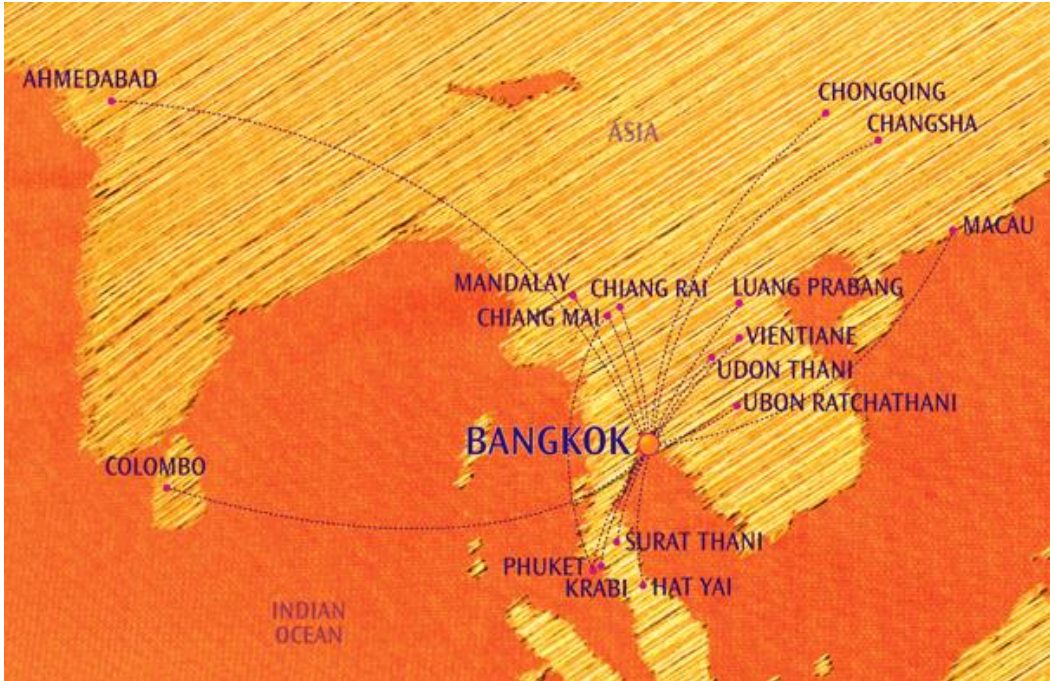 AHMEDABAD
CHONGQING
CHANGSHA
ASIA
MACAU
MANDALAY
CHIANG RAI
LUANG PRABANG
CHIANG MAI
VIENTIANE
UDON THANI
UBON RATCHATHANI
BANGKOK
COLOMBO
SURAT THANI
PHUKET
KRABI
HAT YAI
INDIAN
OCEAN